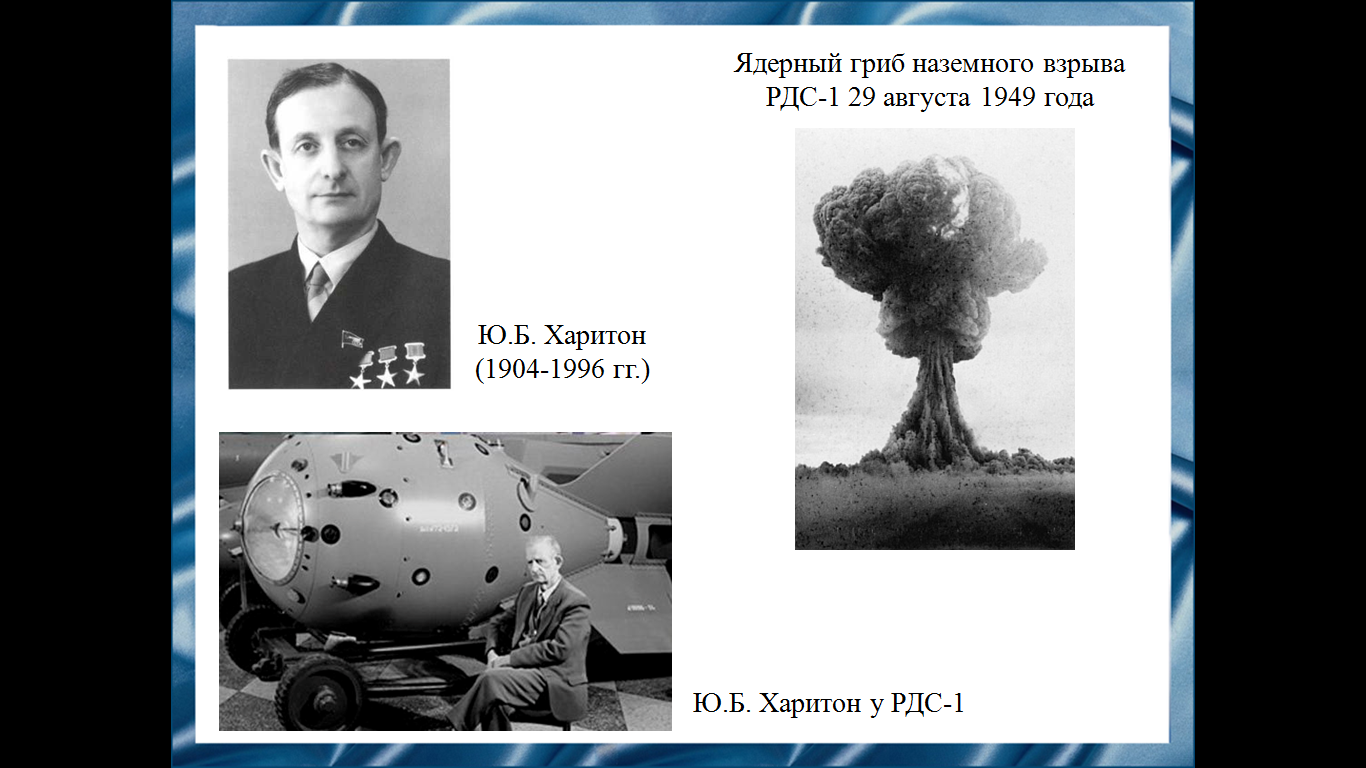 Ядерный гриб наземного взрыва
РДС-1 29 августа 1949 года
Ю.Б. Харитон
(1904-1996 гг.)
Ю.Б. Харитон у РДС-1